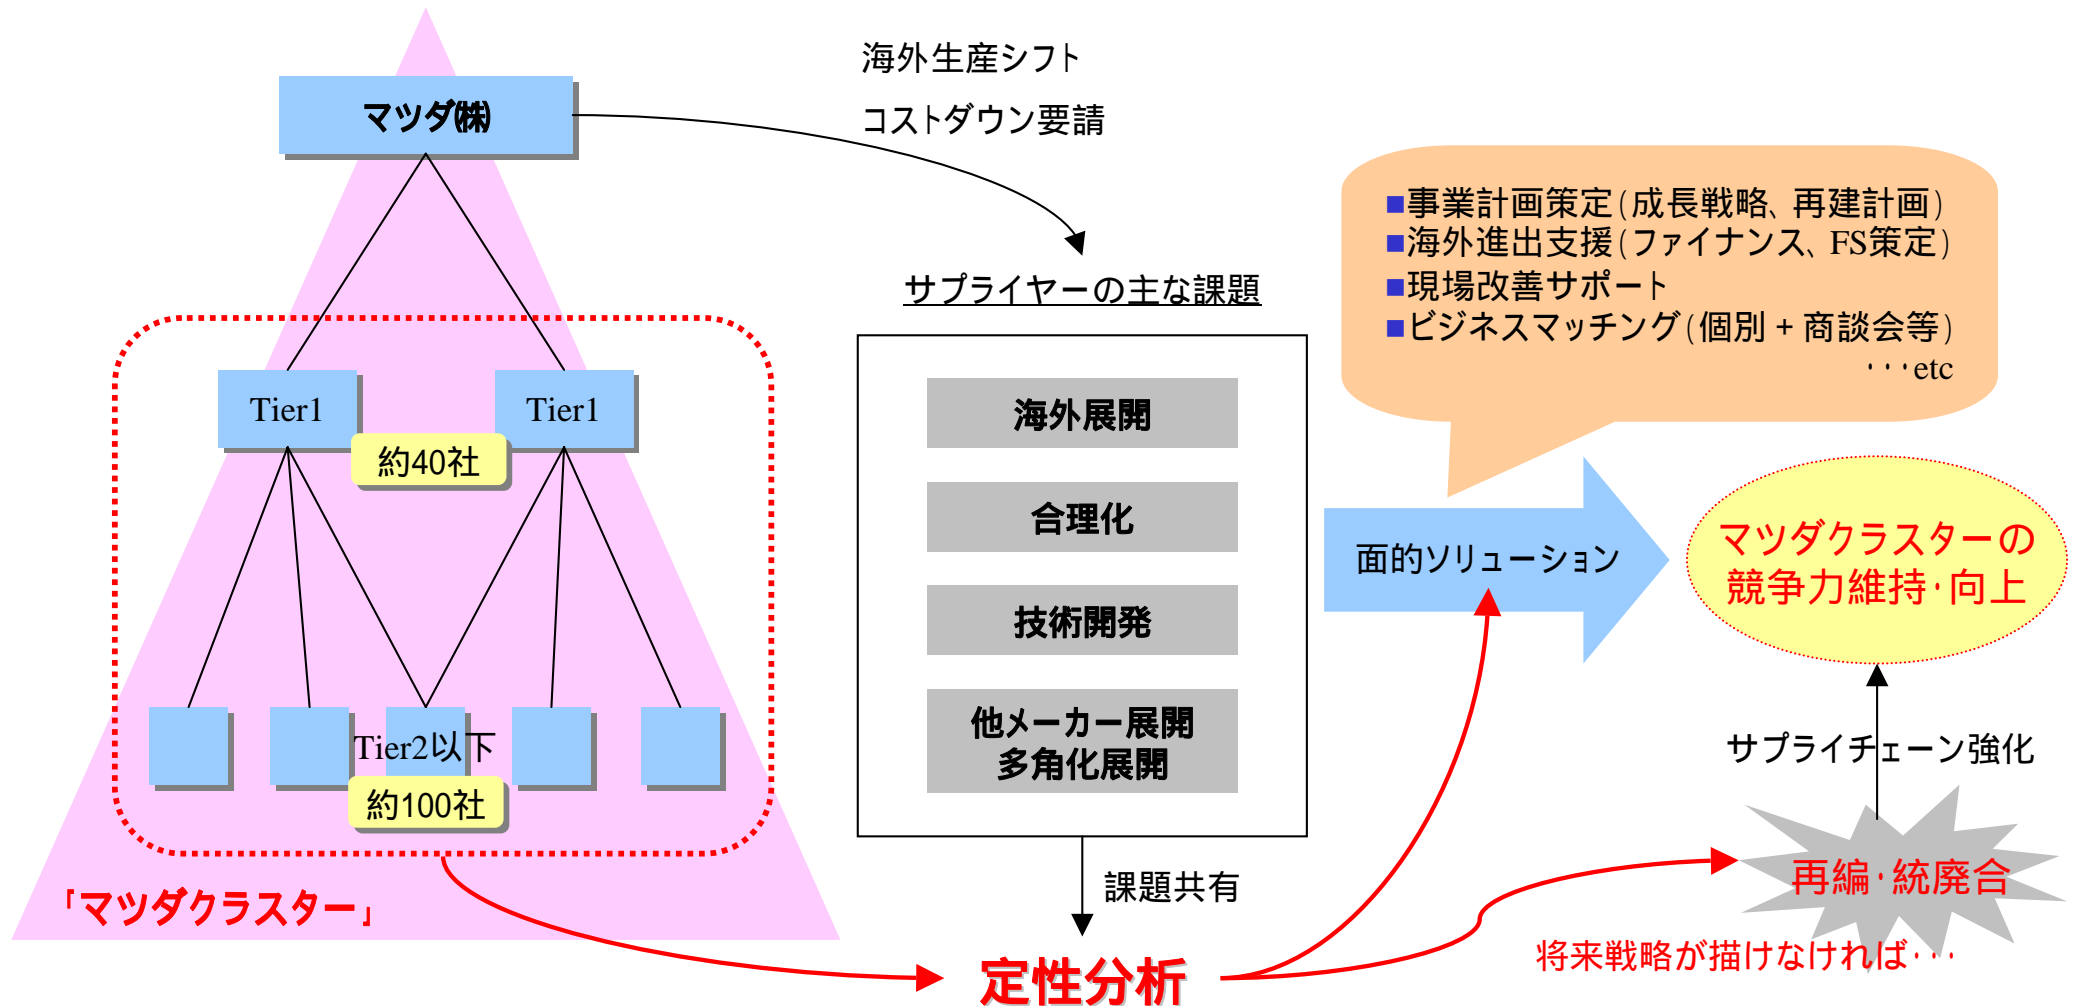 マツダ㈱
海外生産シフト
コストダウン要請
Tier1
Tier1
約40社
Tier2以下
約100社
「マツダクラスター」
サプライヤーの主な課題
海外展開
合理化
技術開発
他メーカー展開
多角化展開
課題共有
定性分析
■事業計画策定(成長戦略、再建計画)
■海外進出支援(ファイナンス、FS策定)
■現場改善サポート
■ビジネスマッチング(個別+商談会等)
・・・etc
面的ソリューション
マツダクラスターの
競争力維持・向上
サプライチェーン強化
再編・統廃合
将来戦略が描けなければ・・・